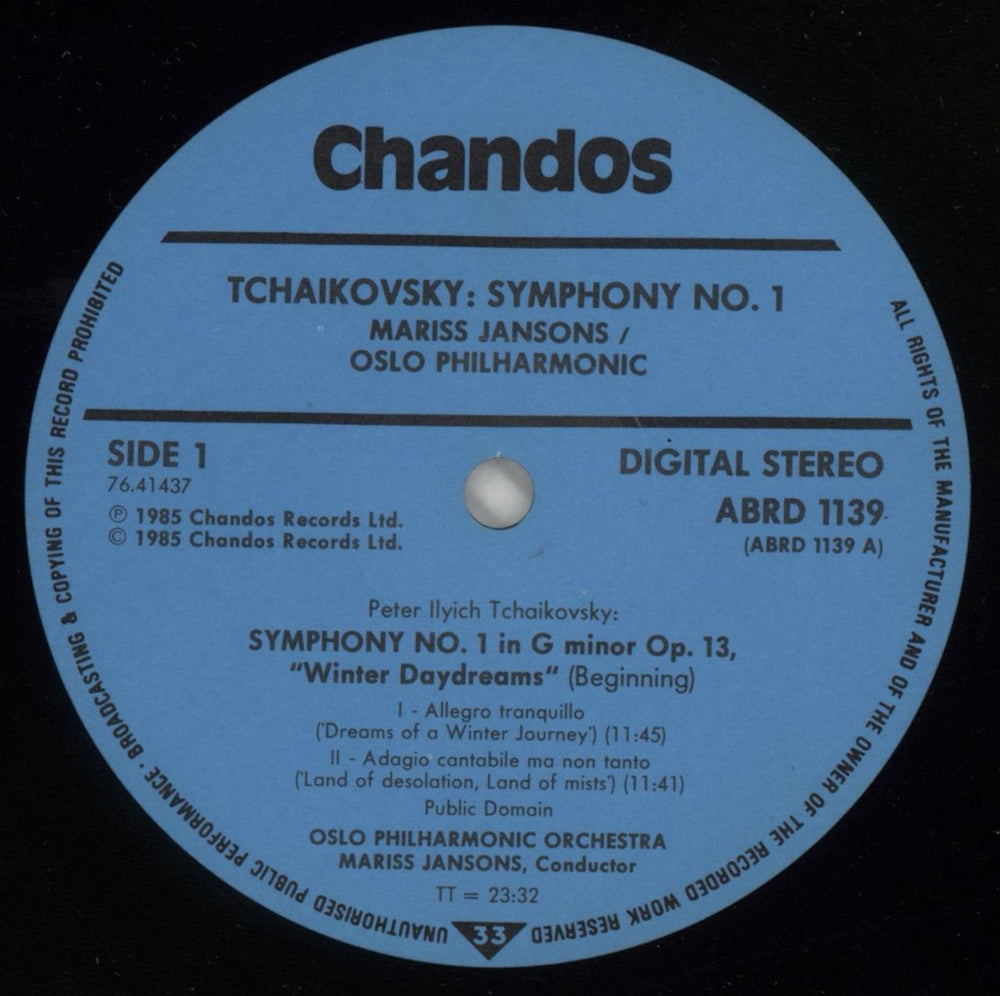 Chandos
TCHAIKOVSKY: SYMPHONY NO. 1
MARISS JANSONS /
OSLO PHILHARMONIC
SIDE 1
76.41437
℗ 1985 Chandos Records Ltd.
© 1985 Chandos Records Ltd.
DIGITAL STEREO
ABRD 1139
(ABRD 1139 A)
Peter Ilyich Tchaikovsky:
SYMPHONY NO. 1 in G minor Op. 13,
“Winter Daydreams“ (Beginning)
I - Allegro tranquillo
('Dreams of a Winter Journey') (11:45)
II - Adagio cantabile ma non tanto
('Land of desolation, Land of mists') (11:41)
Public Domain
OSLO PHILHARMONIC ORCHESTRA
MARISS JANSONS, Conductor
TT = 23:32
33
ALL RIGHTS OF THE MANUFACTURER AND OF THE OWNER OF THE RECORDED WORK RESERVED
UNAUTHORISED PUBLIC PERFORMANCE · BROADCASTING & COPYING OF THIS RECORD PROHIBITED